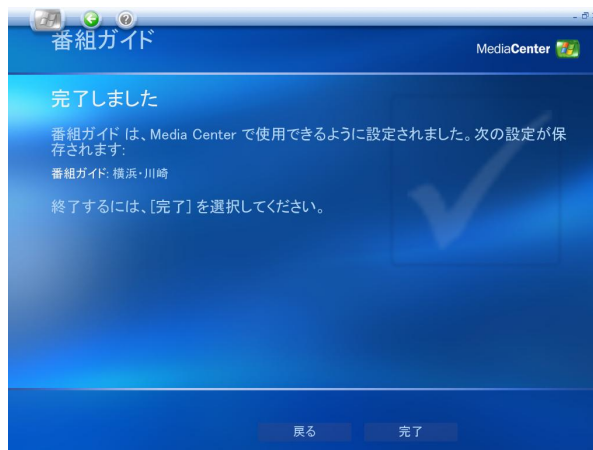 番組ガイド
MediaCenter
完了しました
番組ガイド は、Media Center で使用できるように設定されました。次の設定が保
存されます:
番組ガイド: 横浜・川崎
終了するには、[完了] を選択してください。
戻る 完了